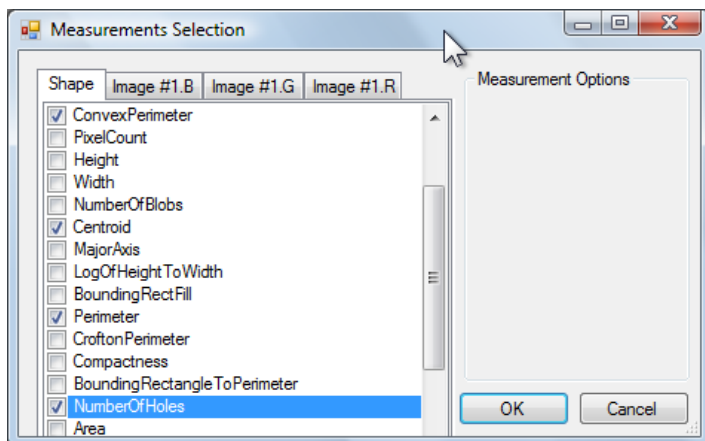 Measurements Selection
Shape Image #1.B Image #1.G Image #1.R
Measurement Options
ConvexPerimeter
PixelCount
Height
Width
NumberOfBlobs
Centroid
MajorAxis
LogOfHeightToWidth
BoundingRectFill
Perimeter
CroftonPerimeter
Compactness
BoundingRectangleToPerimeter
NumberOfHoles
Area
OK Cancel